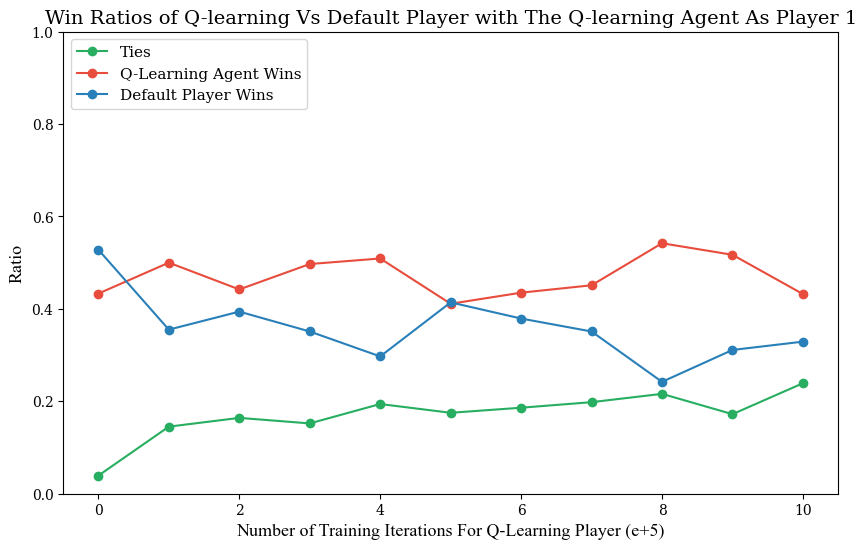 Win Ratios of Q-learning Vs Default Player with The Q-learning Agent As Player 1
Ties
Q-Learning Agent Wins
Default Player Wins
Ratio
1.0
0.8
0.6
0.4
0.2
0.0
0 2 4 6 8 10
Number of Training Iterations For Q-Learning Player (e+5)